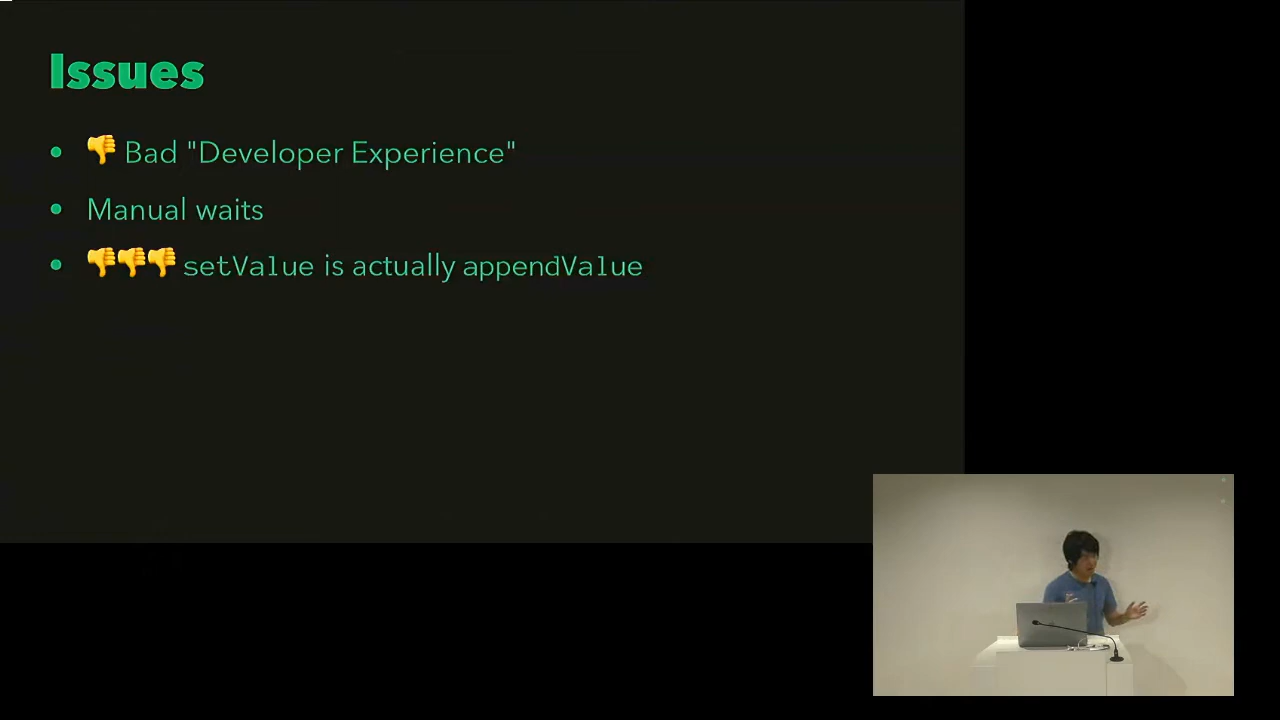 Issues
• 👎 Bad "Developer Experience"
• Manual waits
• 👎👎👎 setValue is actually appendValue